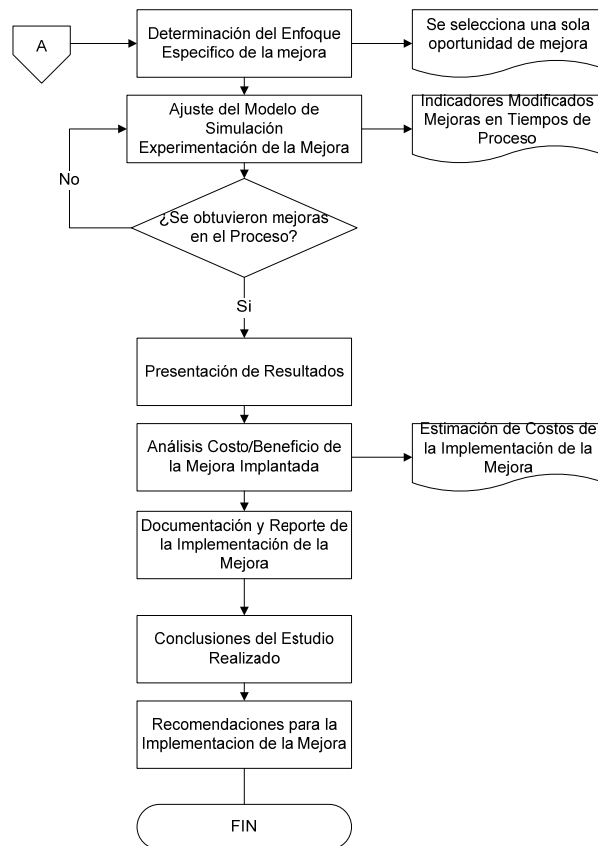 A
Determinación del Enfoque
Especifico de la mejora
Se selecciona una sola
oportunidad de mejora
Ajuste del Modelo de
Simulación
Experimentación de la Mejora
Indicadores Modificados
Mejoras en Tiempos de
Proceso
No
¿Se obtuvieron mejoras
en el Proceso?
Si
Presentación de Resultados
Análisis Costo/Beneficio de
la Mejora Implantada
Estimación de Costos de
la Implementación de la
Mejora
Documentación y Reporte de
la Implementación de la
Mejora
Conclusiones del Estudio
Realizado
Recomendaciones para la
Implementacion de la Mejora
FIN